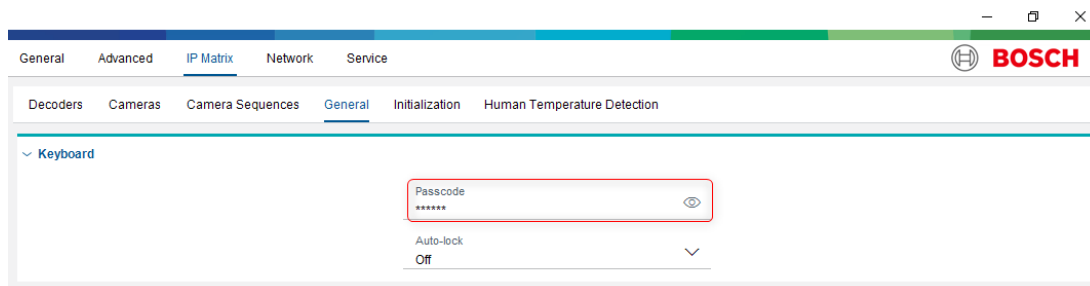 General Advanced IP Matrix Network Service BOSCH
Decoders Cameras Camera Sequences General Initialization Human Temperature Detection
Keyboard
Passcode
******
Auto-lock
Off